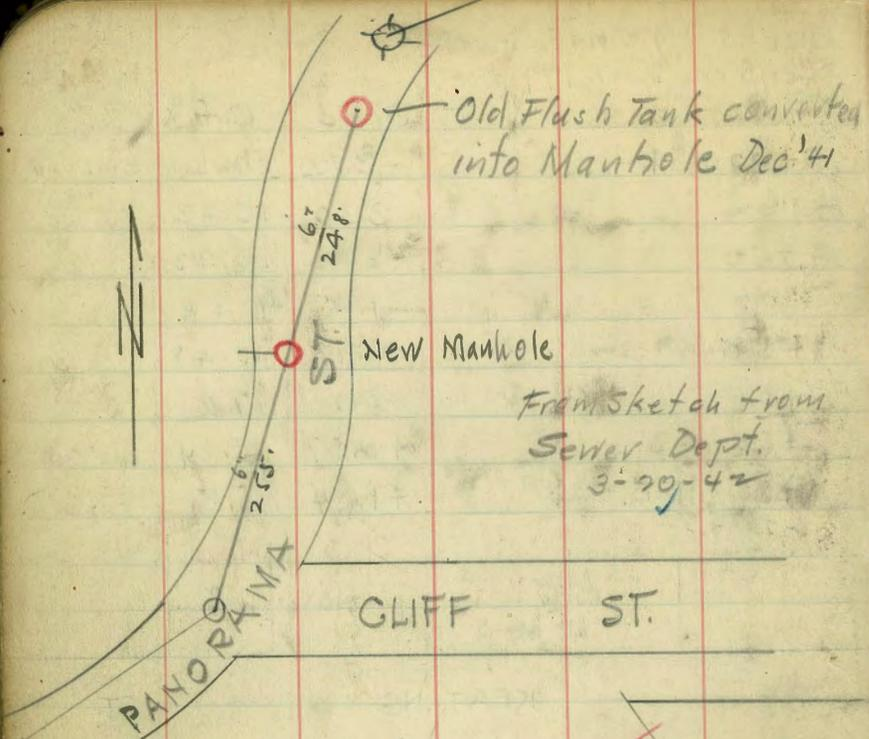 Old Flush Tank converted
into Manhole Dec '41
6"
248.
ST.
New Manhole
From Sketch from
Sewer Dept.
3-20-42
6"
255.
PANORAMA
CLIFF ST.
N